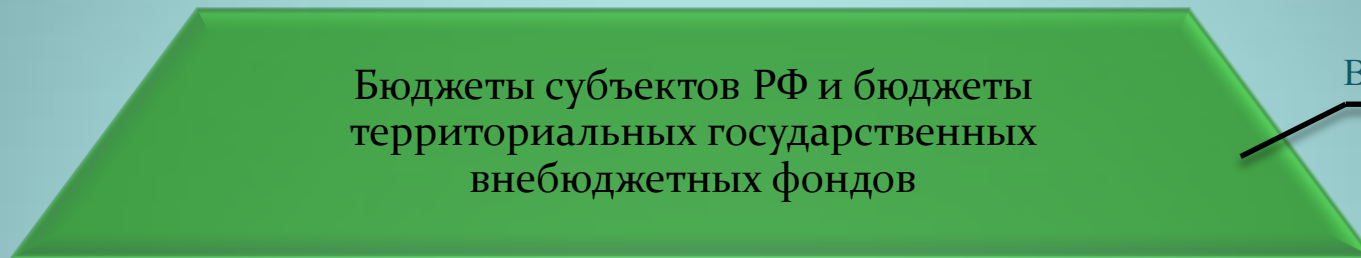 Бюджеты субъектов РФ и бюджеты
территориальных государственных
внебюджетных фондов